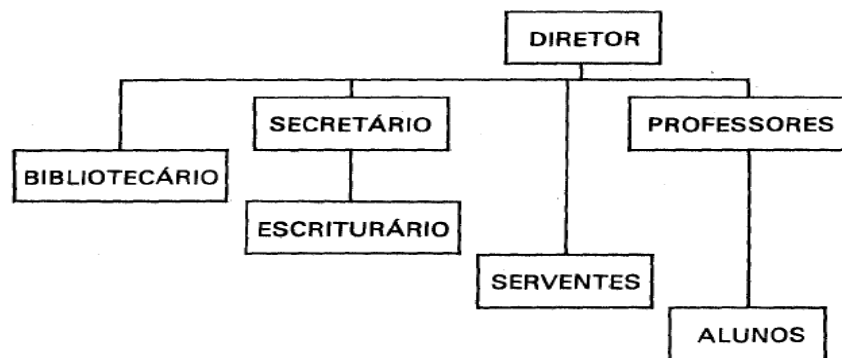 DIRETOR
SECRETÁRIO
PROFESSORES
BIBLIOTECÁRIO
ESCRITURÁRIO
SERVENTES
ALUNOS